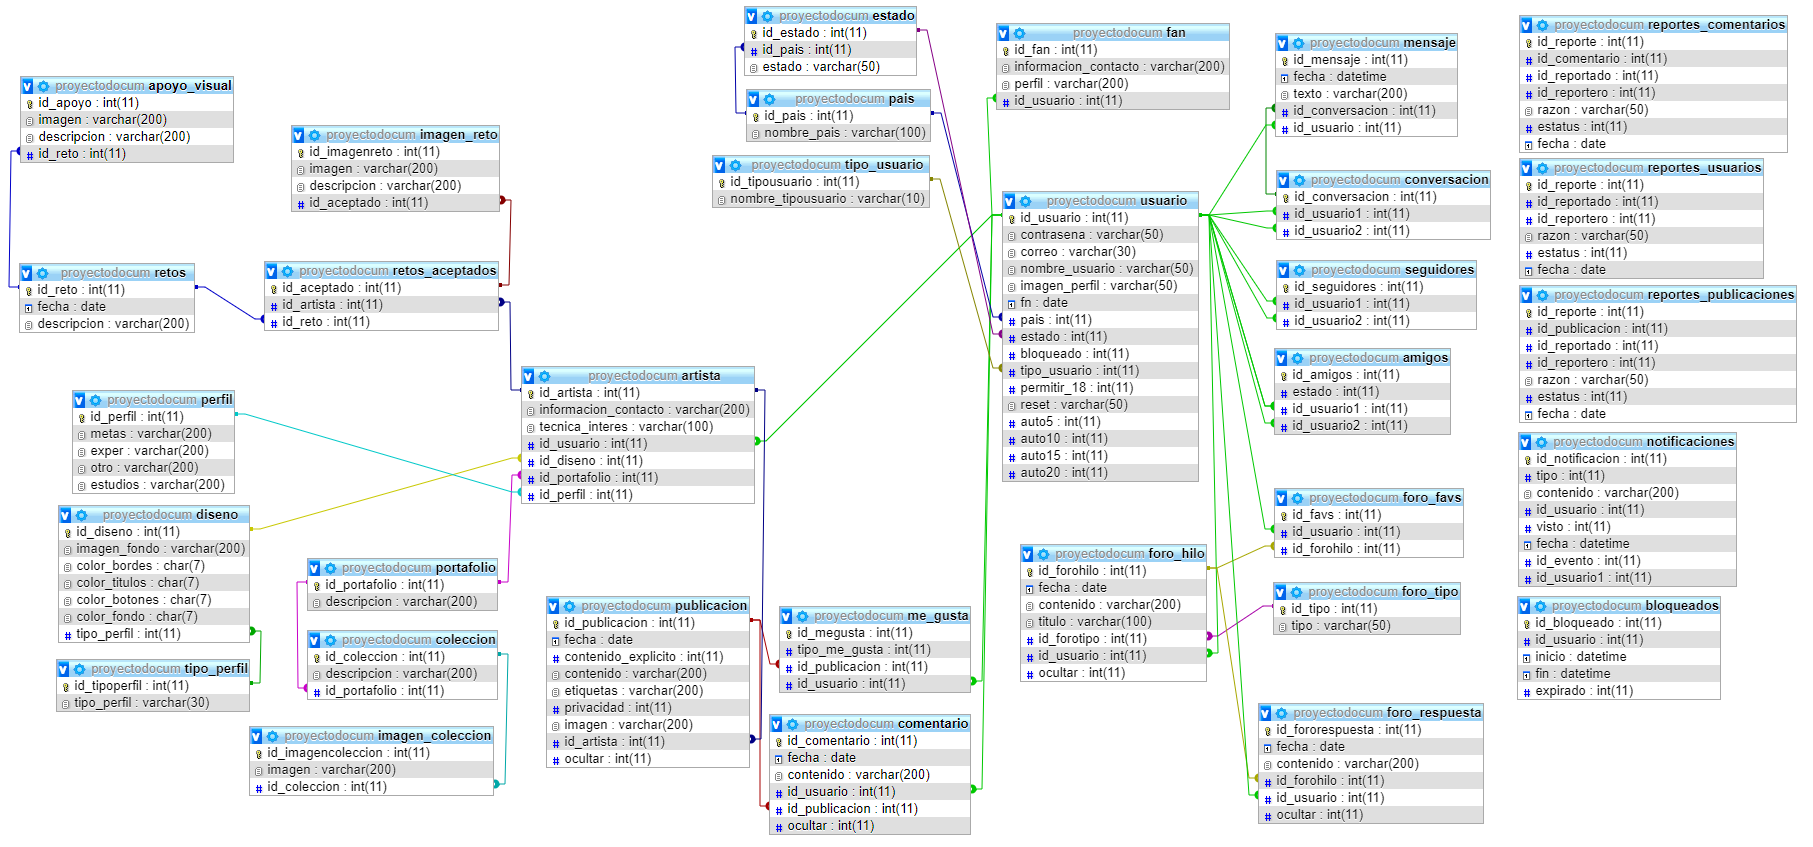 proyectodocum apoyo_visual
id_apoyo : int(11)
imagen : varchar(200)
descripcion : varchar(200)
id_reto : int(11)
proyectodocum imagen_reto
id_imagenreto : int(11)
imagen : varchar(200)
descripcion : varchar(200)
id_aceptado : int(11)
proyectodocum retos
id_reto : int(11)
fecha : date
descripcion : varchar(200)
proyectodocum retos_aceptados
id_aceptado : int(11)
id_artista : int(11)
id_reto : int(11)
proyectodocum perfil
id_perfil : int(11)
metas : varchar(200)
exper : varchar(200)
otro : varchar(200)
estudios : varchar(200)
proyectodocum diseno
id_diseno : int(11)
imagen_fondo : varchar(200)
color_bordes : char(7)
color_titulos : char(7)
color_botones : char(7)
color_fondo : char(7)
tipo_perfil : int(11)
proyectodocum tipo_perfil
id_tipoperfil : int(11)
tipo_perfil : varchar(30)
proyectodocum portafolio
id_portafolio : int(11)
descripcion : varchar(200)
proyectodocum coleccion
id_coleccion : int(11)
descripcion : varchar(200)
id_portafolio : int(11)
proyectodocum imagen_coleccion
id_imagencoleccion : int(11)
imagen : varchar(200)
id_coleccion : int(11)
proyectodocum artista
id_artista : int(11)
informacion_contacto : varchar(200)
tecnica_interes : varchar(100)
id_usuario : int(11)
id_diseno : int(11)
id_portafolio : int(11)
id_perfil : int(11)
proyectodocum publicacion
id_publicacion : int(11)
fecha : date
contenido_explicito : int(11)
contenido : varchar(200)
etiquetas : varchar(200)
privacidad : int(11)
imagen : varchar(200)
id_artista : int(11)
ocultar : int(11)
proyectodocum estado
id_estado : int(11)
id_pais : int(11)
estado : varchar(50)
proyectodocum pais
id_pais : int(11)
nombre_pais : varchar(100)
proyectodocum tipo_usuario
id_tipousuario : int(11)
nombre_tipousuario : varchar(10)
proyectodocum me_gusta
id_megusta : int(11)
tipo_me_gusta : int(11)
id_publicacion : int(11)
id_usuario : int(11)
proyectodocum comentario
id_comentario : int(11)
fecha : date
contenido : varchar(200)
id_usuario : int(11)
id_publicacion : int(11)
ocultar : int(11)
proyectodocum fan
id_fan : int(11)
informacion_contacto : varchar(200)
perfil : varchar(200)
id_usuario : int(11)
proyectodocum usuario
id_usuario : int(11)
contrasena : varchar(50)
correo : varchar(30)
nombre_usuario : varchar(50)
imagen_perfil : varchar(50)
fn : date
pais : int(11)
estado : int(11)
bloqueado : int(11)
tipo_usuario : int(11)
permitir_18 : int(11)
reset : varchar(50)
auto5 : int(11)
auto10 : int(11)
auto15 : int(11)
auto20 : int(11)
proyectodocum foro_hilo
id_forohilo : int(11)
fecha : date
contenido : varchar(200)
titulo : varchar(100)
id_forotipo : int(11)
id_usuario : int(11)
ocultar : int(11)
proyectodocum mensaje
id_mensaje : int(11)
fecha : datetime
texto : varchar(200)
id_conversacion : int(11)
id_usuario : int(11)
proyectodocum conversacion
id_conversacion : int(11)
id_usuario1 : int(11)
id_usuario2 : int(11)
proyectodocum seguidores
id_seguidores : int(11)
id_usuario1 : int(11)
id_usuario2 : int(11)
proyectodocum amigos
id_amigos : int(11)
estado : int(11)
id_usuario1 : int(11)
id_usuario2 : int(11)
proyectodocum foro_favs
id_favs : int(11)
id_usuario : int(11)
id_forohilo : int(11)
proyectodocum foro_tipo
id_tipo : int(11)
tipo : varchar(50)
proyectodocum foro_respuesta
id_fororespuesta : int(11)
fecha : date
contenido : varchar(200)
id_forohilo : int(11)
id_usuario : int(11)
ocultar : int(11)
proyectodocum reportes_comentarios
id_reporte : int(11)
id_comentario : int(11)
id_reportado : int(11)
id_reportero : int(11)
razon : varchar(50)
estatus : int(11)
fecha : date
proyectodocum reportes_usuarios
id_reporte : int(11)
id_reportado : int(11)
id_reportero : int(11)
razon : varchar(50)
estatus : int(11)
fecha : date
proyectodocum reportes_publicaciones
id_reporte : int(11)
id_publicacion : int(11)
id_reportado : int(11)
id_reportero : int(11)
razon : varchar(50)
estatus : int(11)
fecha : date
proyectodocum notificaciones
id_notificacion : int(11)
tipo : int(11)
contenido : varchar(200)
id_usuario : int(11)
visto : int(11)
fecha : datetime
id_evento : int(11)
id_usuario1 : int(11)
proyectodocum bloqueados
id_bloqueado : int(11)
id_usuario : int(11)
inicio : datetime
fin : datetime
expirado : int(11)